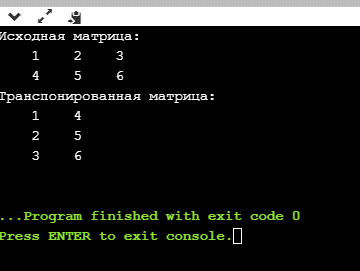 Исходная матрица:
1 2 3
4 5 6
Транспонированная матрица:
1 4
2 5
3 6
...Program finished with exit code 0
Press ENTER to exit console.